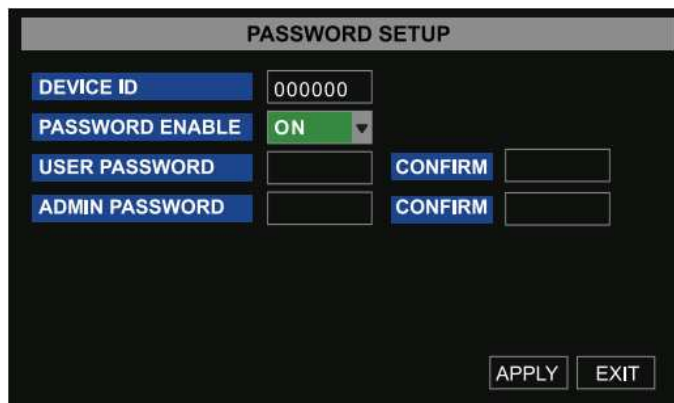 PASSWORD SETUP
DEVICE ID 000000
PASSWORD ENABLE ON
USER PASSWORD CONFIRM
ADMIN PASSWORD CONFIRM
APPLY EXIT